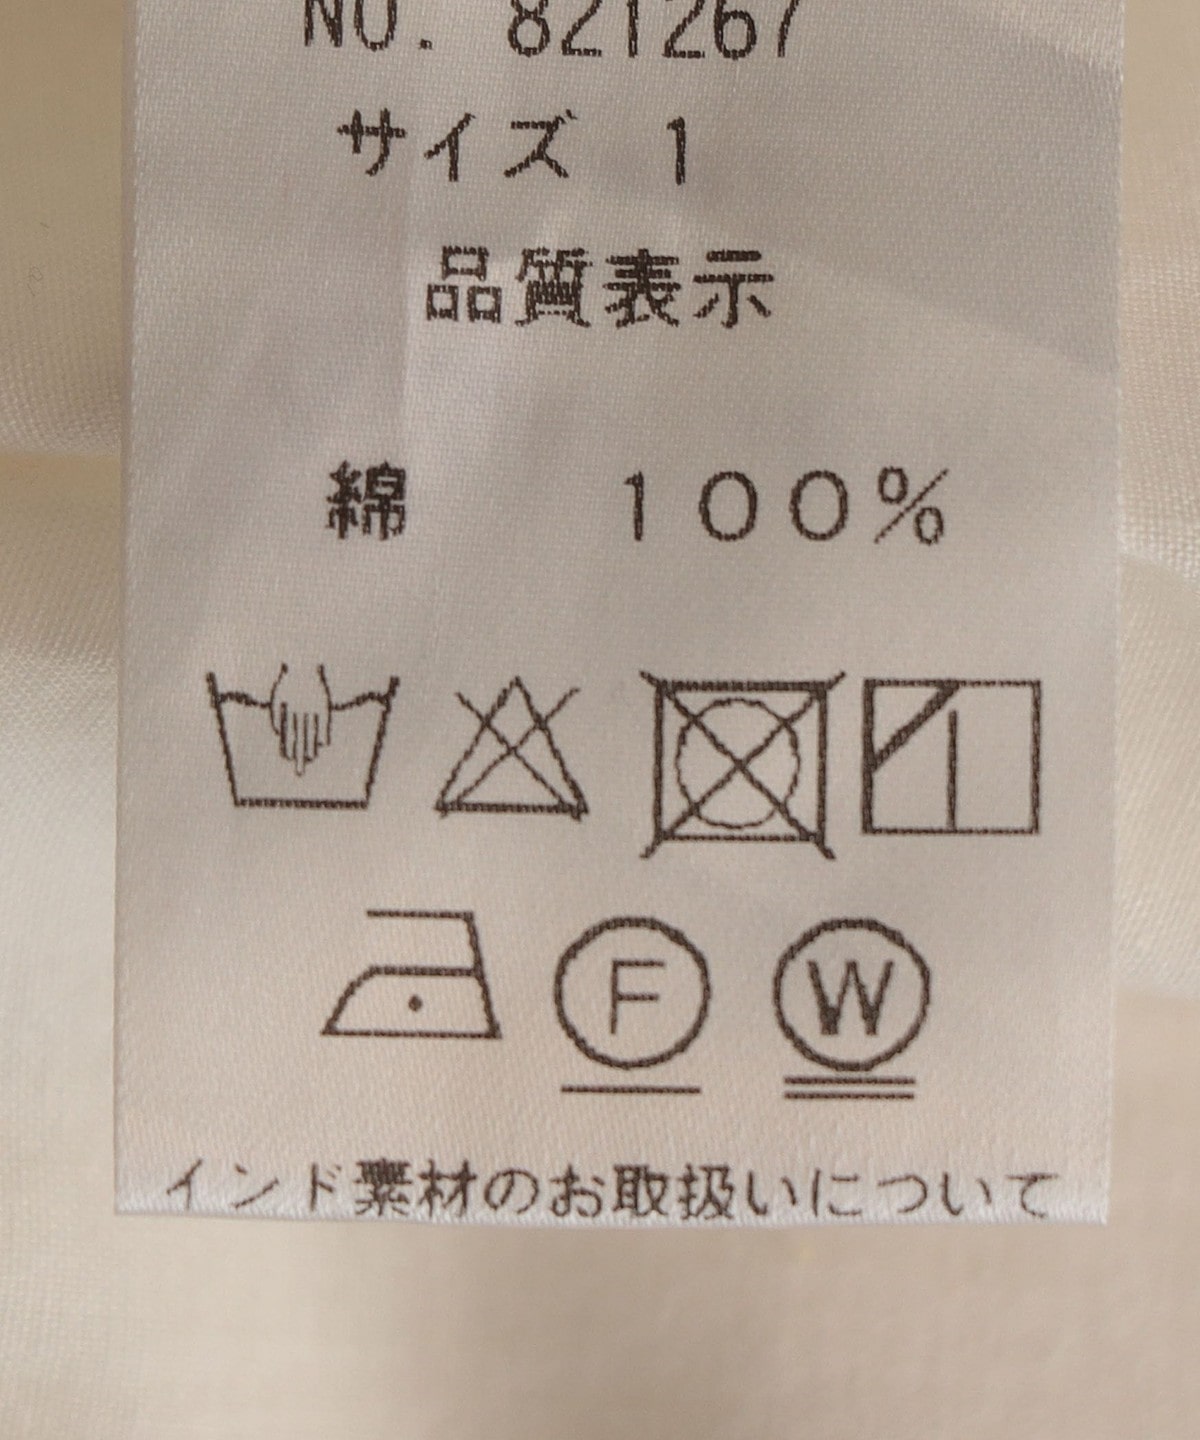 NO. 821267
サイズ 1
品質表示
綿 100%
F W
インド素材のお取扱いについて